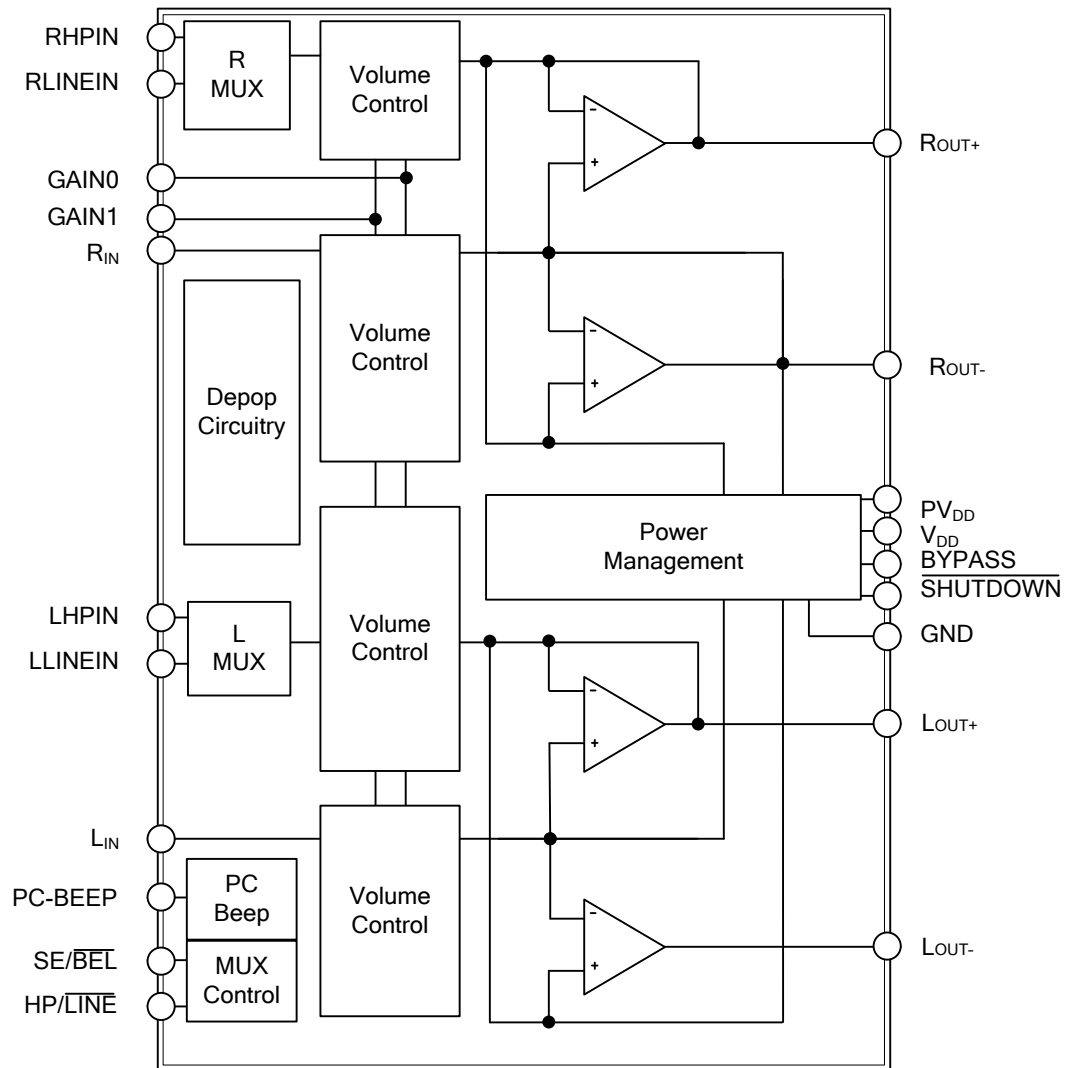 RHPIN
RLINEIN
GAIN0
GAIN1
RIN
R
MUX
Volume
Control
-
+
ROUT+
Volume
Control
-
+
ROUT-
Depop
Circuitry
Power
Management
PVDD
VDD
BYPASS
SHUTDOWN
GND
LHPIN
LLINEIN
L
MUX
Volume
Control
-
+
LOUT+
LIN
PC-BEEP
SE/BEL
HP/LINE
PC
Beep
MUX
Control
Volume
Control
-
+
LOUT-